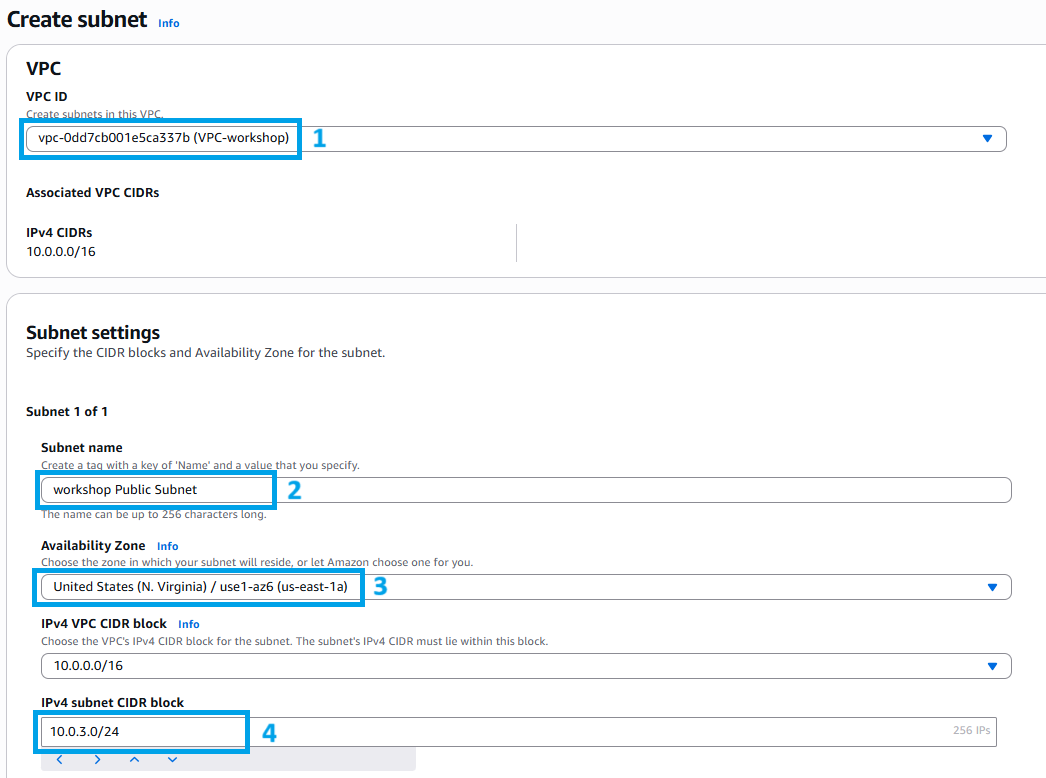 Create subnet Info
VPC
VPC ID
Create subnets in this VPC.
vpc-0dd7cb001e5ca337b (VPC-workshop) 1
Associated VPC CIDRs
IPv4 CIDRs
10.0.0.0/16
Subnet settings
Specify the CIDR blocks and Availability Zone for the subnet.
Subnet 1 of 1
Subnet name
Create a tag with a key of 'Name' and a value that you specify.
workshop Public Subnet 2
The name can be up to 256 characters long.
Availability Zone Info
Choose the zone in which your subnet will reside, or let Amazon choose one for you.
United States (N. Virginia) / use1-az6 (us-east-1a) 3
IPv4 VPC CIDR block Info
Choose the VPC's IPv4 CIDR block for the subnet. The subnet's IPv4 CIDR must lie within this block.
10.0.0.0/16
IPv4 subnet CIDR block
10.0.3.0/24 4 256 IPs